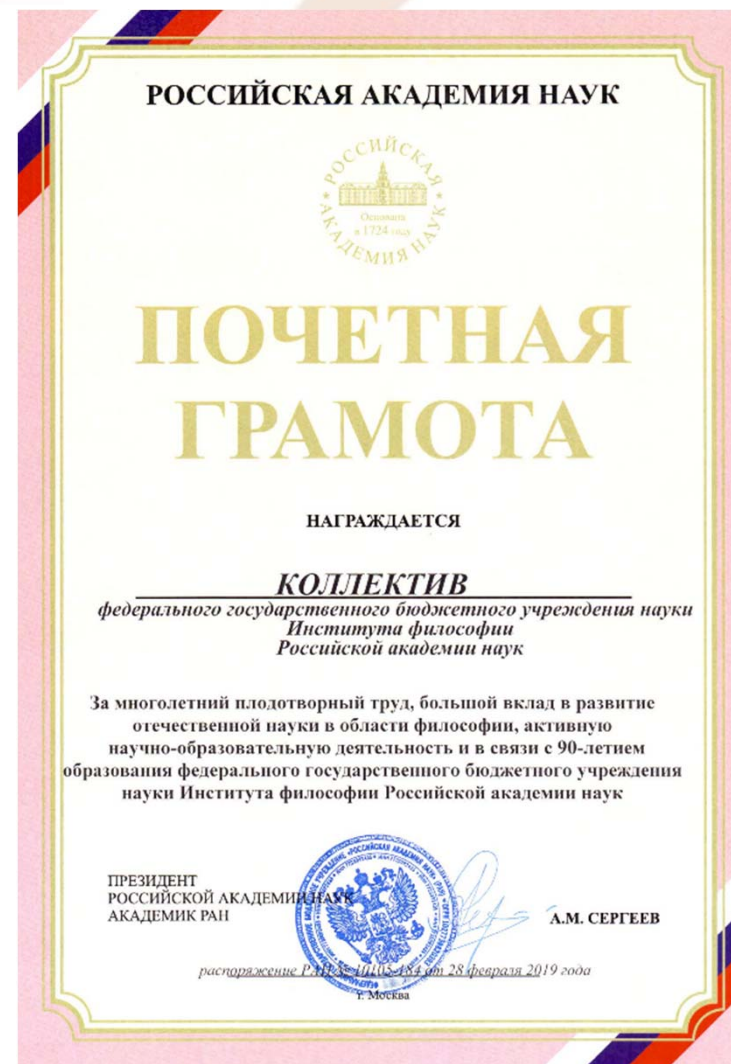 РОССИЙСКАЯ АКАДЕМИЯ НАУК
РОССИЙСКАЯ
Основана
в 1724 году
АКАДЕМИЯ НАУК
ПОЧЕТНАЯ
ГРАМОТА
НАГРАЖДАЕТСЯ
КОЛЛЕКТИВ
федерального государственного бюджетного учреждения науки
Института философии
Российской академии наук
За многолетний плодотворный труд, большой вклад в развитие
отечественной науки в области философии, активную
научно-образовательную деятельность и в связи с 90-летием
образования федерального государственного бюджетного учреждения
науки Института философии Российской академии наук
ПРЕЗИДЕНТ
РОССИЙСКОЙ АКАДЕМИИ НАУК
АКАДЕМИК РАН
А.М. СЕРГЕЕВ
распоряжение РАН № 10105-184 от 28 февраля 2019 года
г. Москва